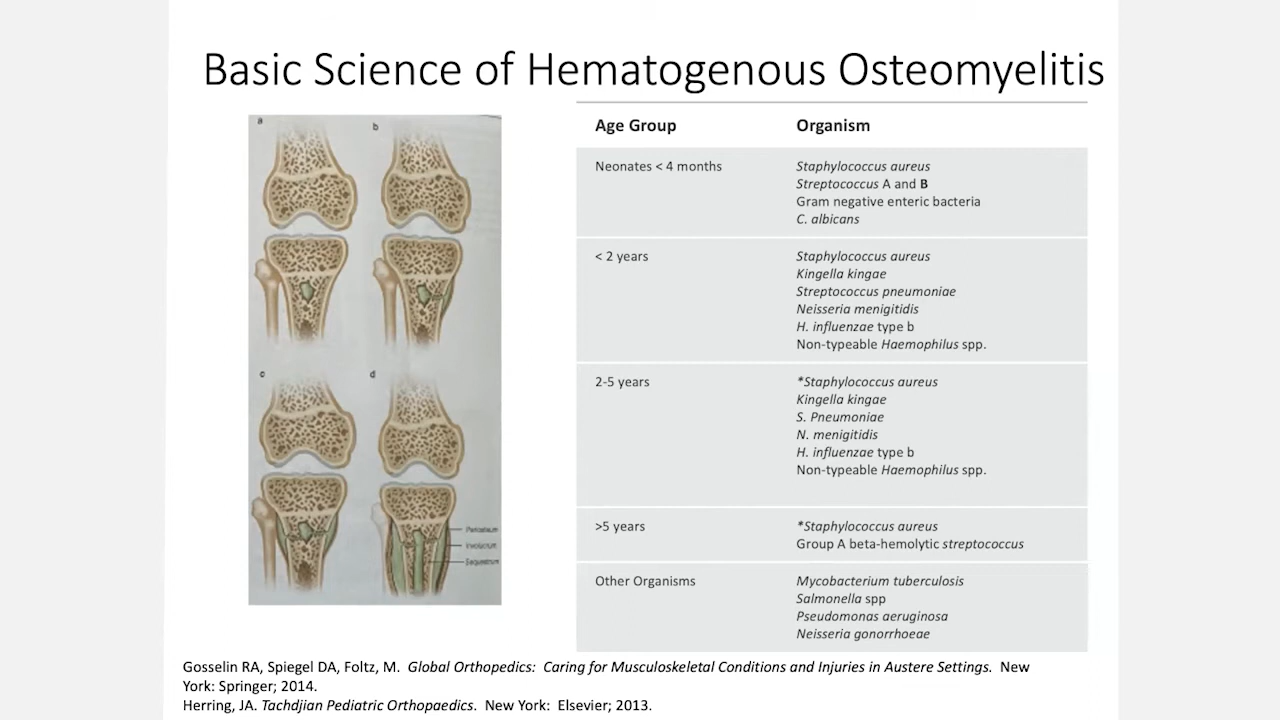 Basic Science of Hematogenous Osteomyelitis
a
b
c
d
Periosteum
Involucrum
Sequestrum
Age Group Organism
Neonates < 4 months Staphylococcus aureus
Streptococcus A and B
Gram negative enteric bacteria
C. albicans
< 2 years Staphylococcus aureus
Kingella kingae
Streptococcus pneumoniae
Neisseria menigitidis
H. influenzae type b
Non-typeable Haemophilus spp.
2-5 years *Staphylococcus aureus
Kingella kingae
S. Pneumoniae
N. menigitidis
H. influenzae type b
Non-typeable Haemophilus spp.
>5 years *Staphylococcus aureus
Group A beta-hemolytic streptococcus
Other Organisms Mycobacterium tuberculosis
Salmonella spp
Pseudomonas aeruginosa
Neisseria gonorrhoeae
Gosselin RA, Spiegel DA, Foltz, M. Global Orthopedics: Caring for Musculoskeletal Conditions and Injuries in Austere Settings. New
York: Springer; 2014.
Herring, JA. Tachdjian Pediatric Orthopaedics. New York: Elsevier; 2013.